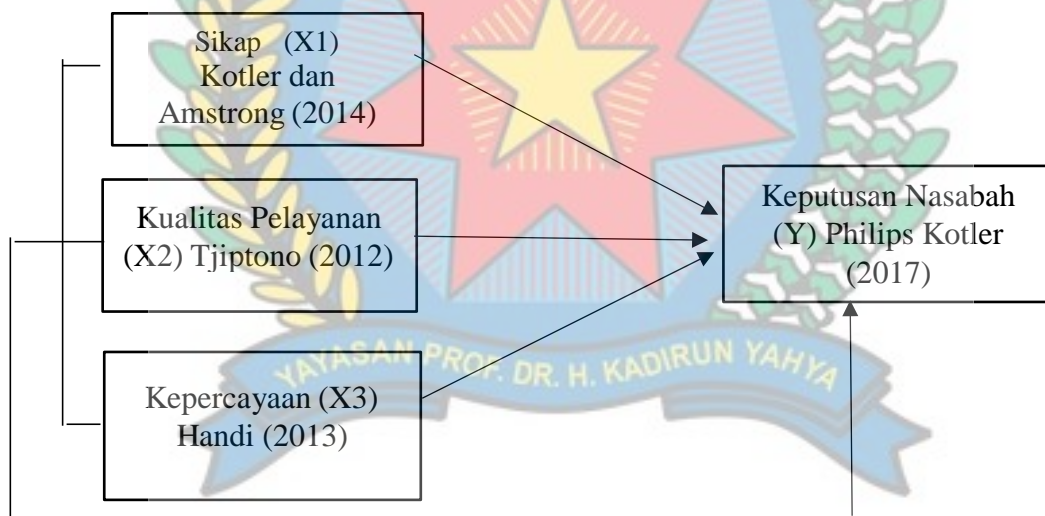 Sikap (X1)
Kotler dan
Amstrong (2014)
Kualitas Pelayanan
(X2) Tjiptono (2012)
Kepercayaan (X3)
Handi (2013)
Keputusan Nasabah
(Y) Philips Kotler
(2017)
YAYASAN PROF. DR. H. KADIRUN YAHYA